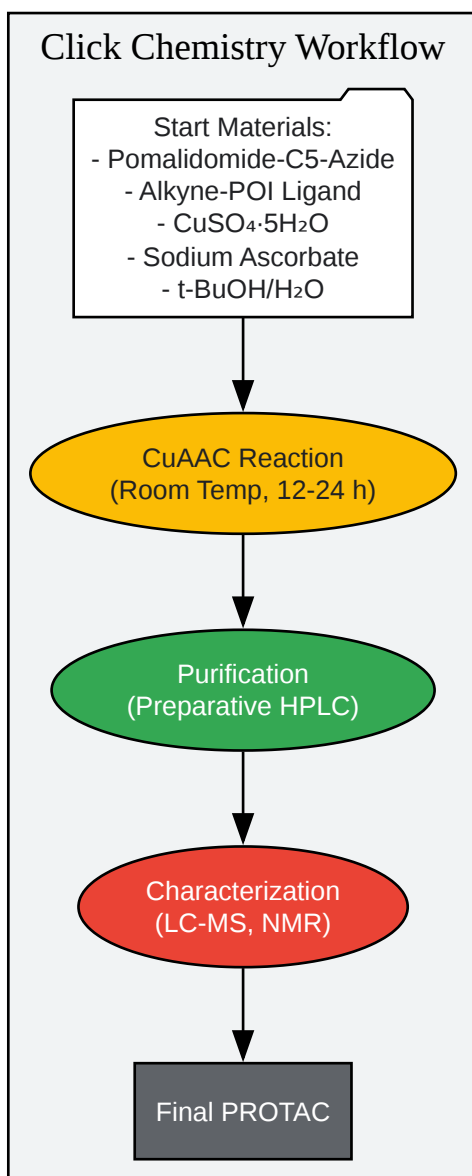 Click Chemistry Workflow
Start Materials:
- Pomalidomide-C5-Azide
- Alkyne-POI Ligand
- CuSO₄·5H₂O
- Sodium Ascorbate
- t-BuOH/H₂O
CuAAC Reaction
(Room Temp, 12-24 h)
Purification
(Preparative HPLC)
Characterization
(LC-MS, NMR)
Final PROTAC